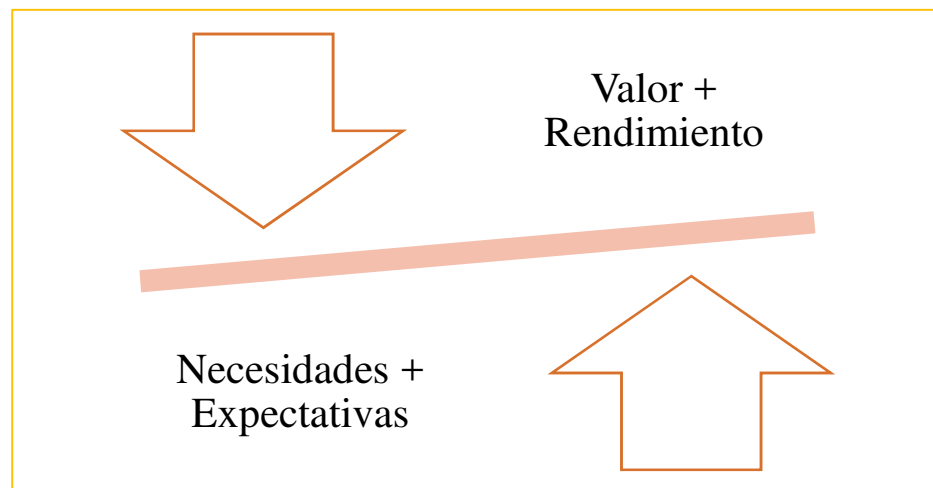 Valor +
Rendimiento
Necesidades +
Expectativas